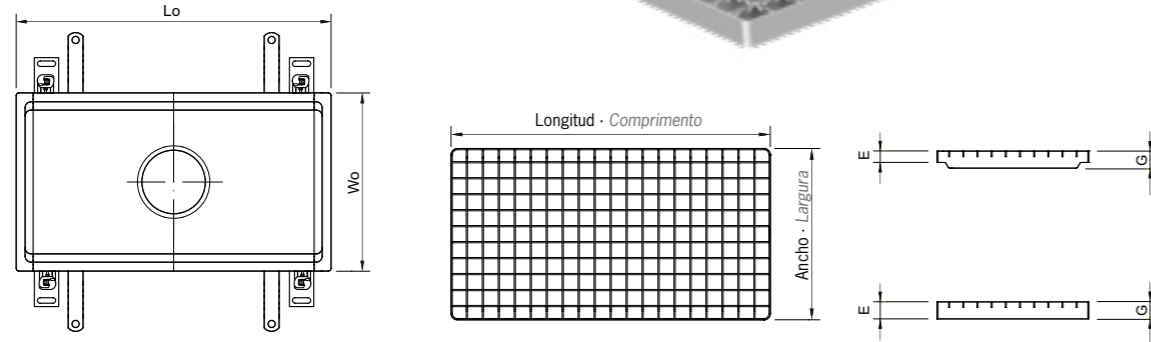 Lo
Wo
Longitud · Comprimento
Ancho · Largura
E
G
E
G